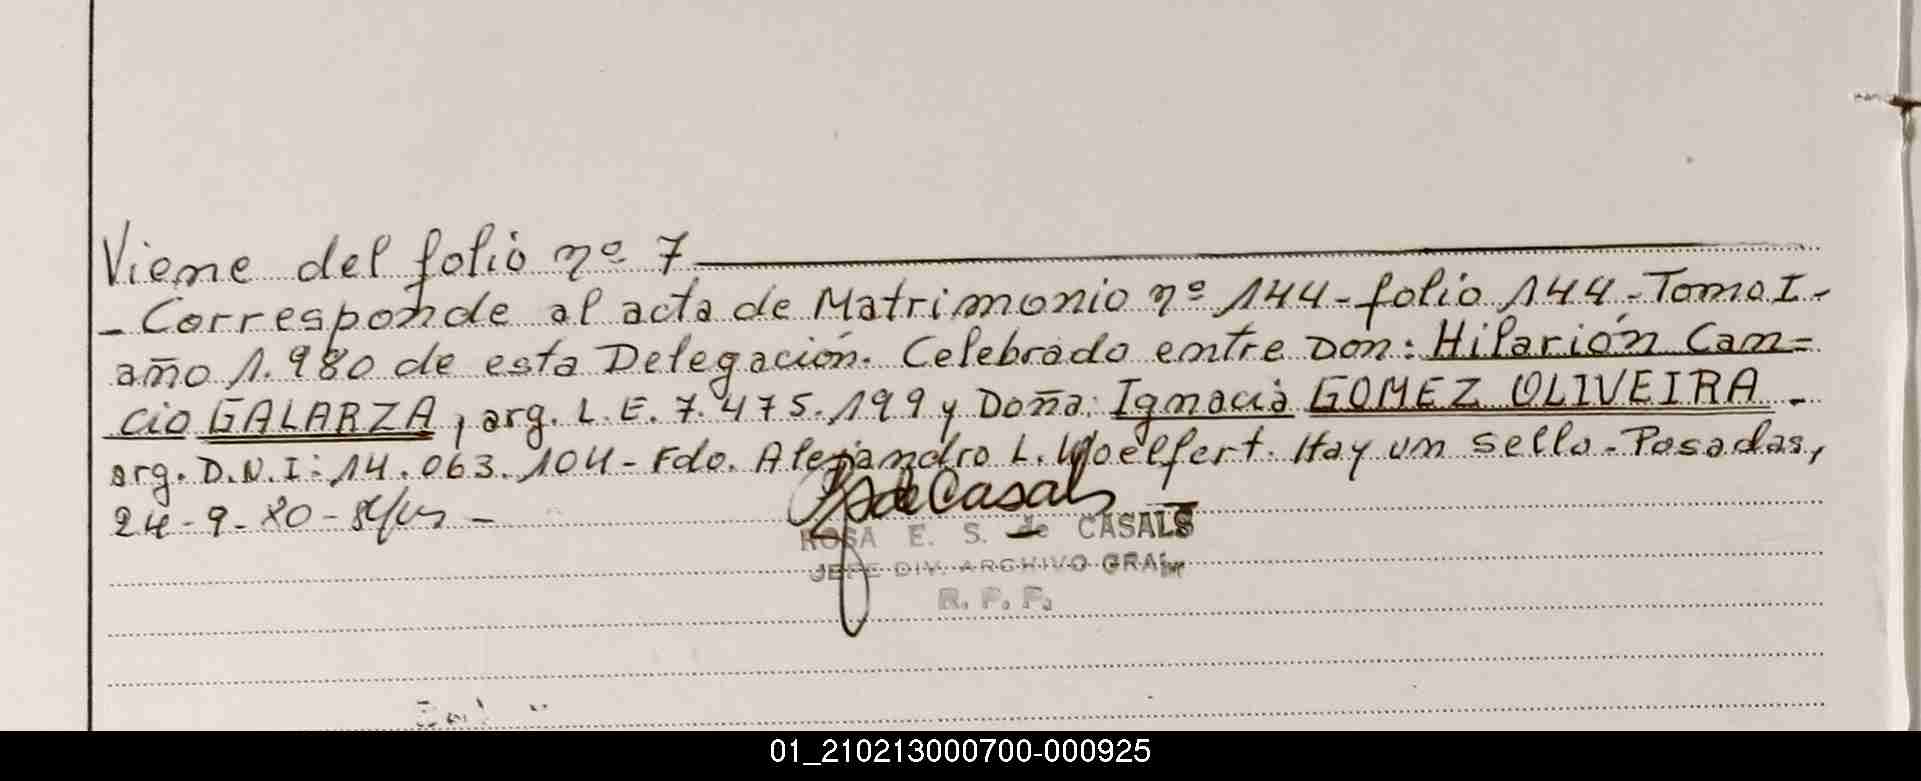 Viene del folio nº 7
- Corresponde al acta de Matrimonio nº 144 - folio 144 - Tomo I -
año 1.980 de esta Delegación. Celebrado entre Don: Hilarión Can=
cio GALARZA, arg. L.E. 7.475.199 y Doña: Ignacia GOMEZ OLIVEIRA -
arg. D.N.I: 14.063.104 - Fdo. Alejandro L. Woelfert. Hay un sello - Posadas,
24-9-80 -
de Casals
ROSA E. S. de CASALS
JEFE DIV. ARCHIVO GRAL
R. P. P.
01_210213000700-000925